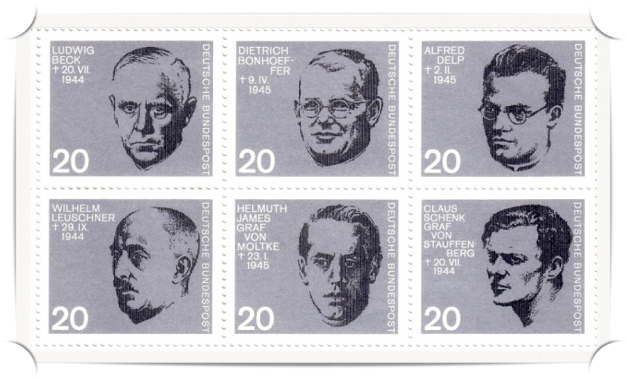 LUDWIG
BECK
† 20. VII.
1944
DEUTSCHE BUNDESPOST
20
DIETRICH
BONHOEF-
FER
† 9. IV.
1945
DEUTSCHE BUNDESPOST
20
ALFRED
DELP
† 2. II.
1945
DEUTSCHE BUNDESPOST
20
WILHELM
LEUSCHNER
† 29. IX.
1944
DEUTSCHE BUNDESPOST
20
HELMUTH
JAMES
GRAF
VON
MOLTKE
† 23. I.
1945
DEUTSCHE BUNDESPOST
20
CLAUS
SCHENK
GRAF
VON
STAUFFEN-
BERG
† 20. VII.
1944
DEUTSCHE BUNDESPOST
20